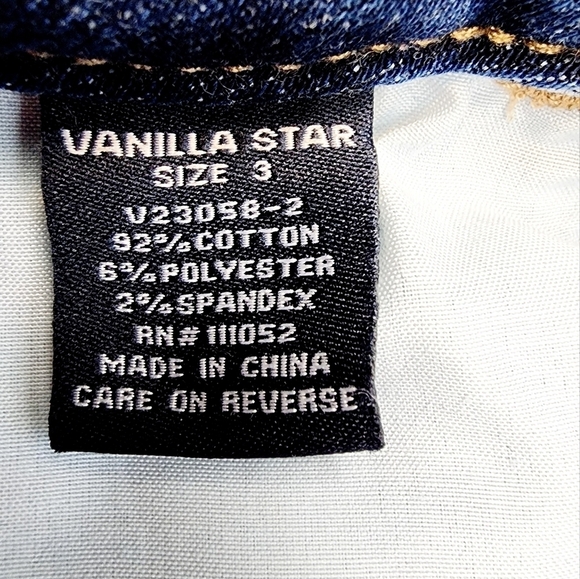 VANILLA STAR
SIZE 3
V23058-2
92% COTTON
6% POLYESTER
2% SPANDEX
RN# 111052
MADE IN CHINA
CARE ON REVERSE